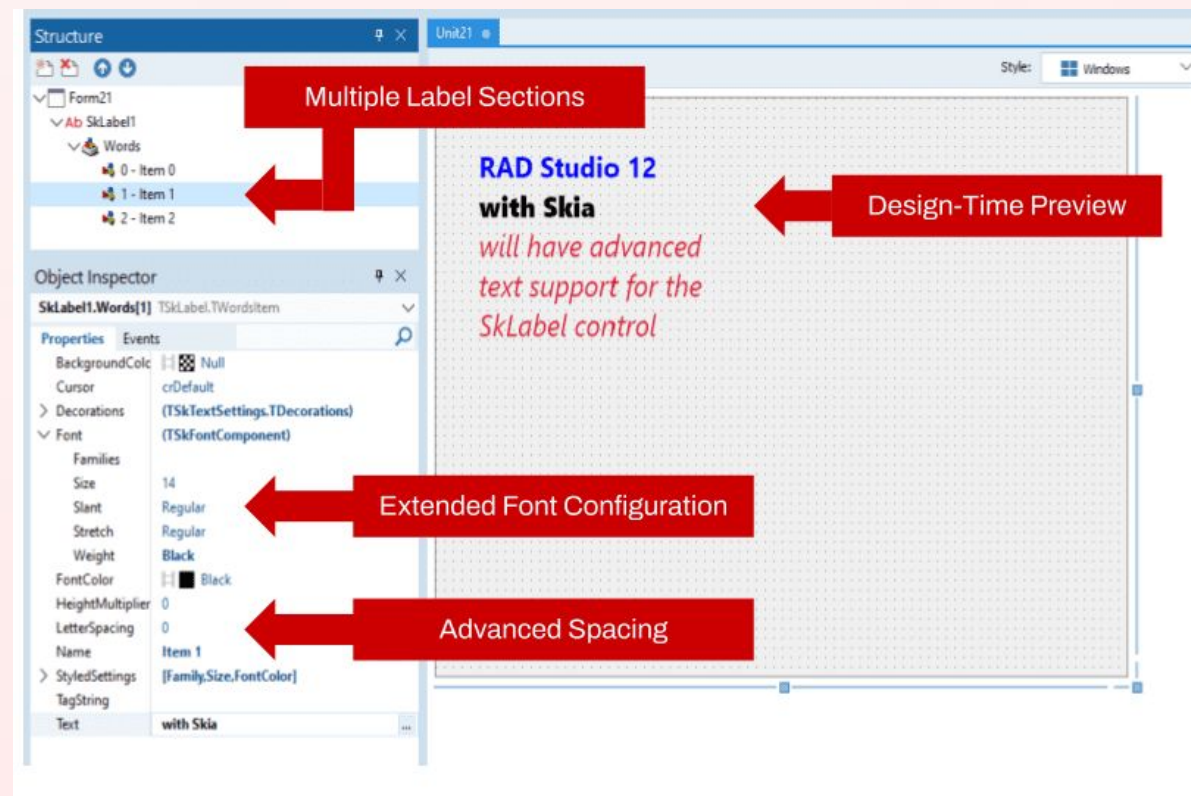 Structure
Form21
Ab SkLabel1
Words
0 - Item 0
1 - Item 1
2 - Item 2
Multiple Label Sections
Object Inspector
SkLabel1.Words[1] TSkLabel.TWordsItem
Properties Events
BackgroundColc Null
Cursor crDefault
Decorations (TSkTextSettings.TDecorations)
Font (TSkFontComponent)
Families
Size 14
Slant Regular
Stretch Regular
Weight Black
FontColor Black
HeightMultiplier 0
LetterSpacing 0
Name Item 1
StyledSettings [Family,Size,FontColor]
TagString
Text with Skia ...
Extended Font Configuration
Advanced Spacing
Unit21
Style: Windows
RAD Studio 12
with Skia
will have advanced
text support for the
SkLabel control
Design-Time Preview